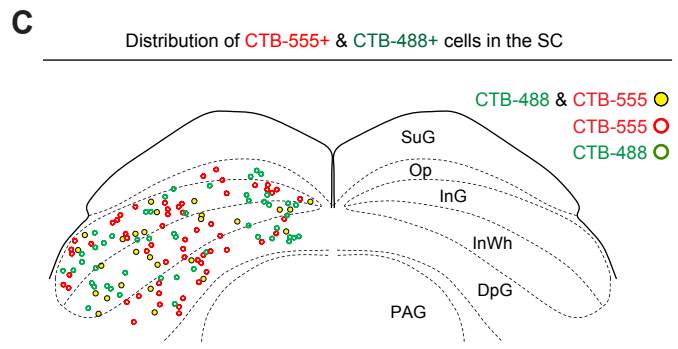 C
Distribution of CTB-555+ & CTB-488+ cells in the SC
CTB-488 & CTB-555
CTB-555
CTB-488
SuG
Op
InG
InWh
DpG
PAG